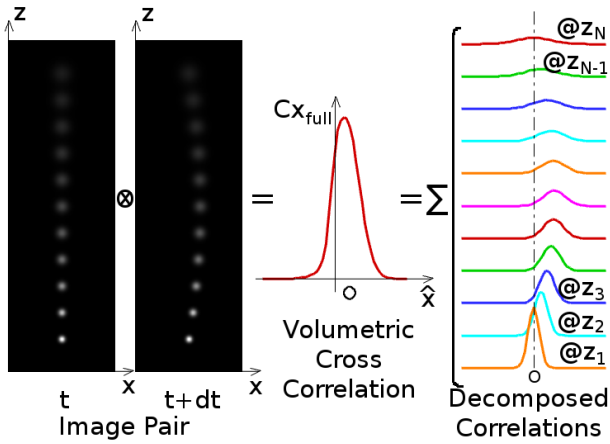 z
z
x
x
t
t+dt
Image Pair
⊗
=
Cx_full
O
x̂
Volumetric
Cross
Correlation
=Σ
@z_N
@z_N-1
@z_3
@z_2
@z_1
O
Decomposed
Correlations